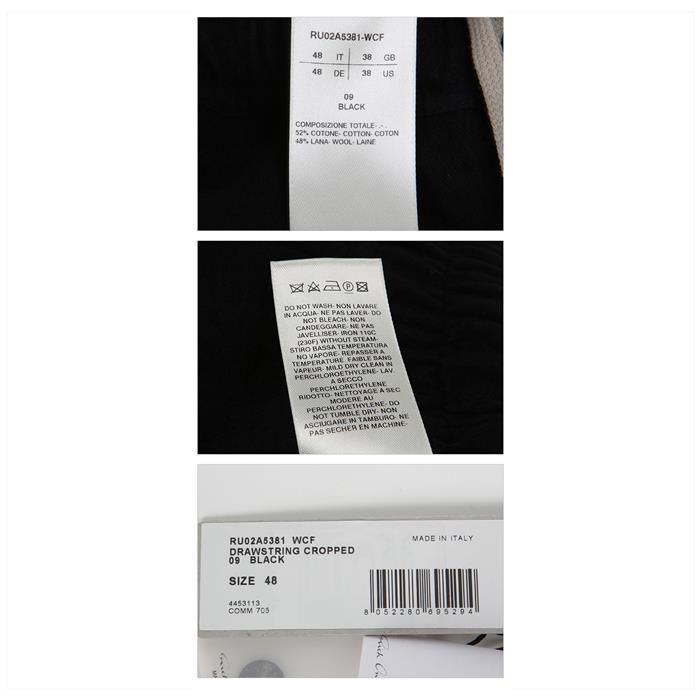 RU02A5381-WCF
48 IT 38 GB
48 DE 38 US
09
BLACK
COMPOSIZIONE TOTALE- -
52% COTONE- COTTON- COTON
48% LANA- WOOL- LAINE
DO NOT WASH- NON LAVARE
IN ACQUA- NE PAS LAVER- DO
NOT BLEACH- NON
CANDEGGIARE- NE PAS
JAVELLISER- IRON 110C
(230F) WITHOUT STEAM-
STIRO BASSA TEMPERATURA
NO VAPORE- REPASSER A
TEMPERATURE. FAIBLE SANS
VAPEUR- MILD DRY CLEAN IN
PERCHLOROETHYLENE- LAV.
A SECCO
PERCHLORETHYLENE
RIDOTTO- NETTOYAGE A SEC
MODERE AU
PERCHLORETHYLENE- DO
NOT TUMBLE DRY- NON
ASCIUGARE IN TAMBURO- NE
PAS SECHER EN MACHINE-
RU02A5381 WCF
MADE IN ITALY
DRAWSTRING CROPPED
09 BLACK
SIZE 48
4453113
COMM 705
8 052280 695294